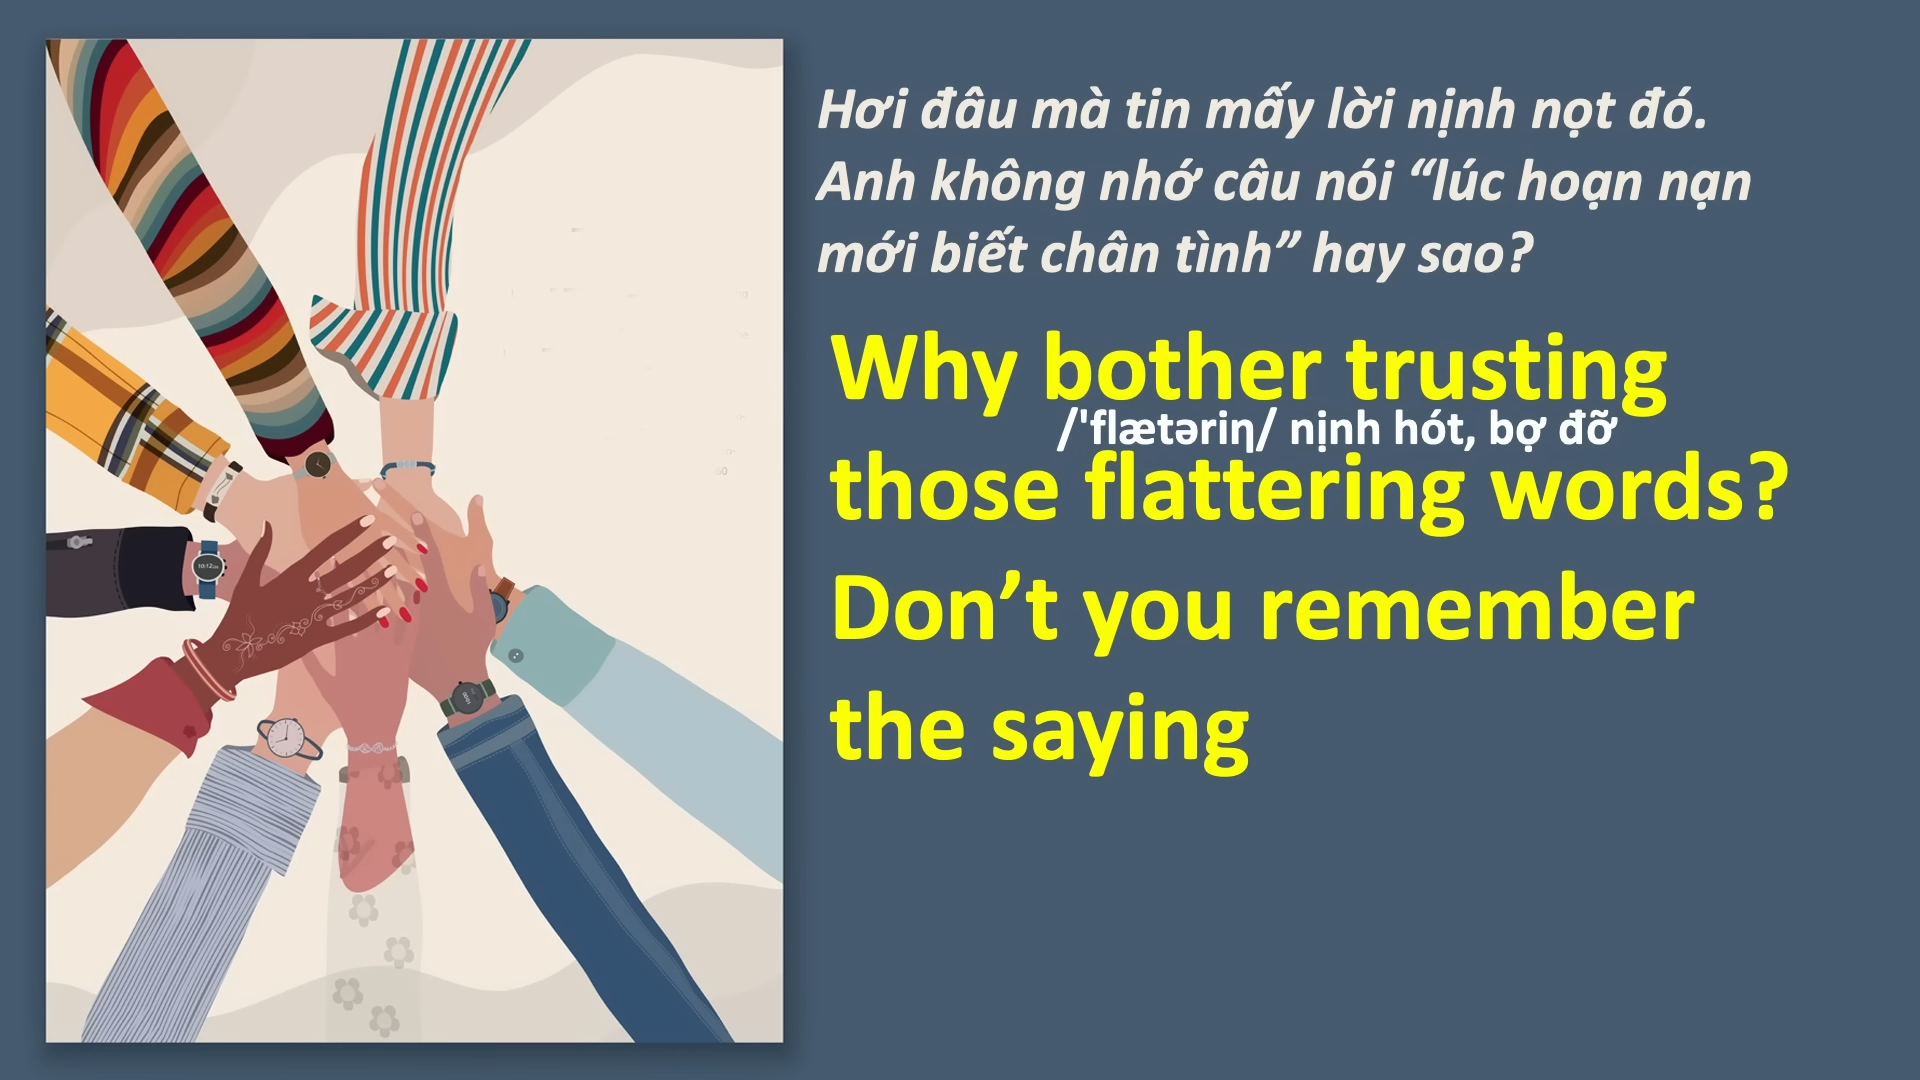 Hơi đâu mà tin mấy lời nịnh nọt đó.
Anh không nhớ câu nói “lúc hoạn nạn
mới biết chân tình” hay sao?
Why bother trusting
/'flætəriη/ nịnh hót, bợ đỡ
those flattering words?
Don’t you remember
the saying